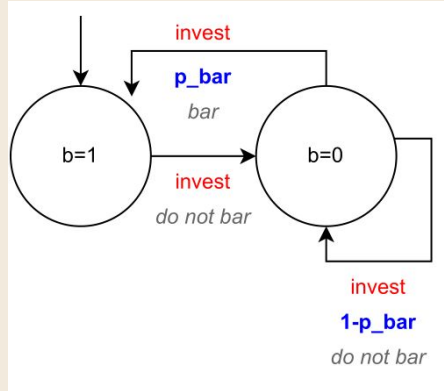 invest
p_bar
bar
b=1
b=0
invest
do not bar
invest
1-p_bar
do not bar